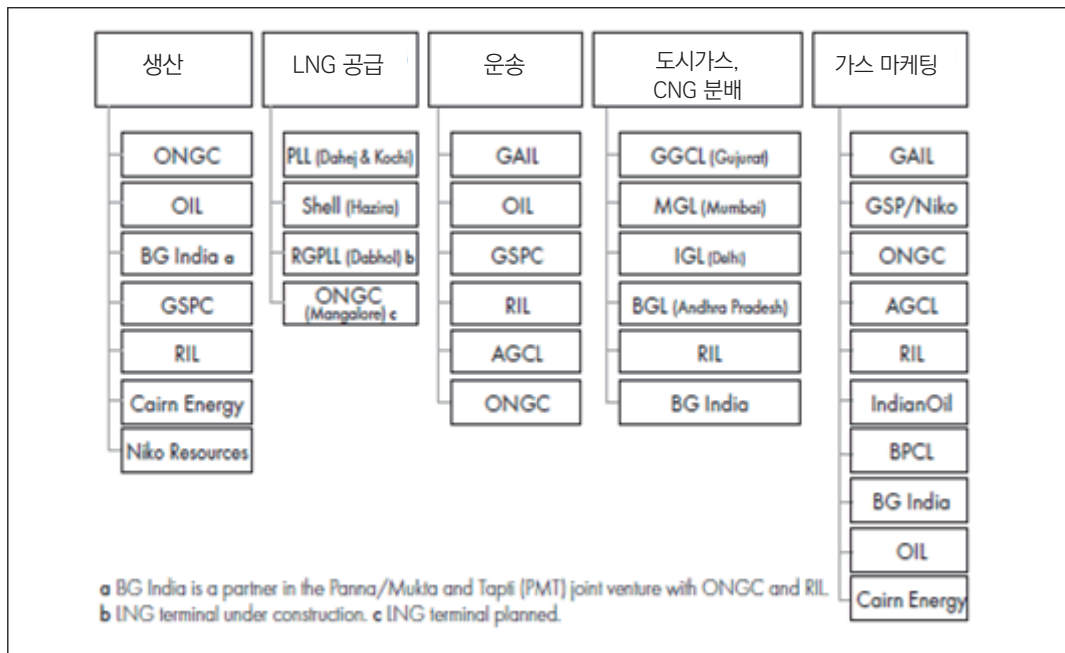 생산
ONGC
OIL
BG India a
GSPC
RIL
Cairn Energy
Niko Resources
LNG 공급
PLL (Dahej & Kochi)
Shell (Hazira)
RGPLL (Dabhol) b
ONGC
(Mangalore) c
운송
GAIL
OIL
GSPC
RIL
AGCL
ONGC
도시가스,
CNG 분배
GGCL (Gujurat)
MGL (Mumbai)
IGL (Delhi)
BGL (Andhra Pradesh)
RIL
BG India
가스 마케팅
GAIL
GSP/Niko
ONGC
AGCL
RIL
IndianOil
BPCL
BG India
OIL
Cairn Energy
a BG India is a partner in the Panna/Mukta and Tapti (PMT) joint venture with ONGC and RIL.
b LNG terminal under construction. c LNG terminal planned.